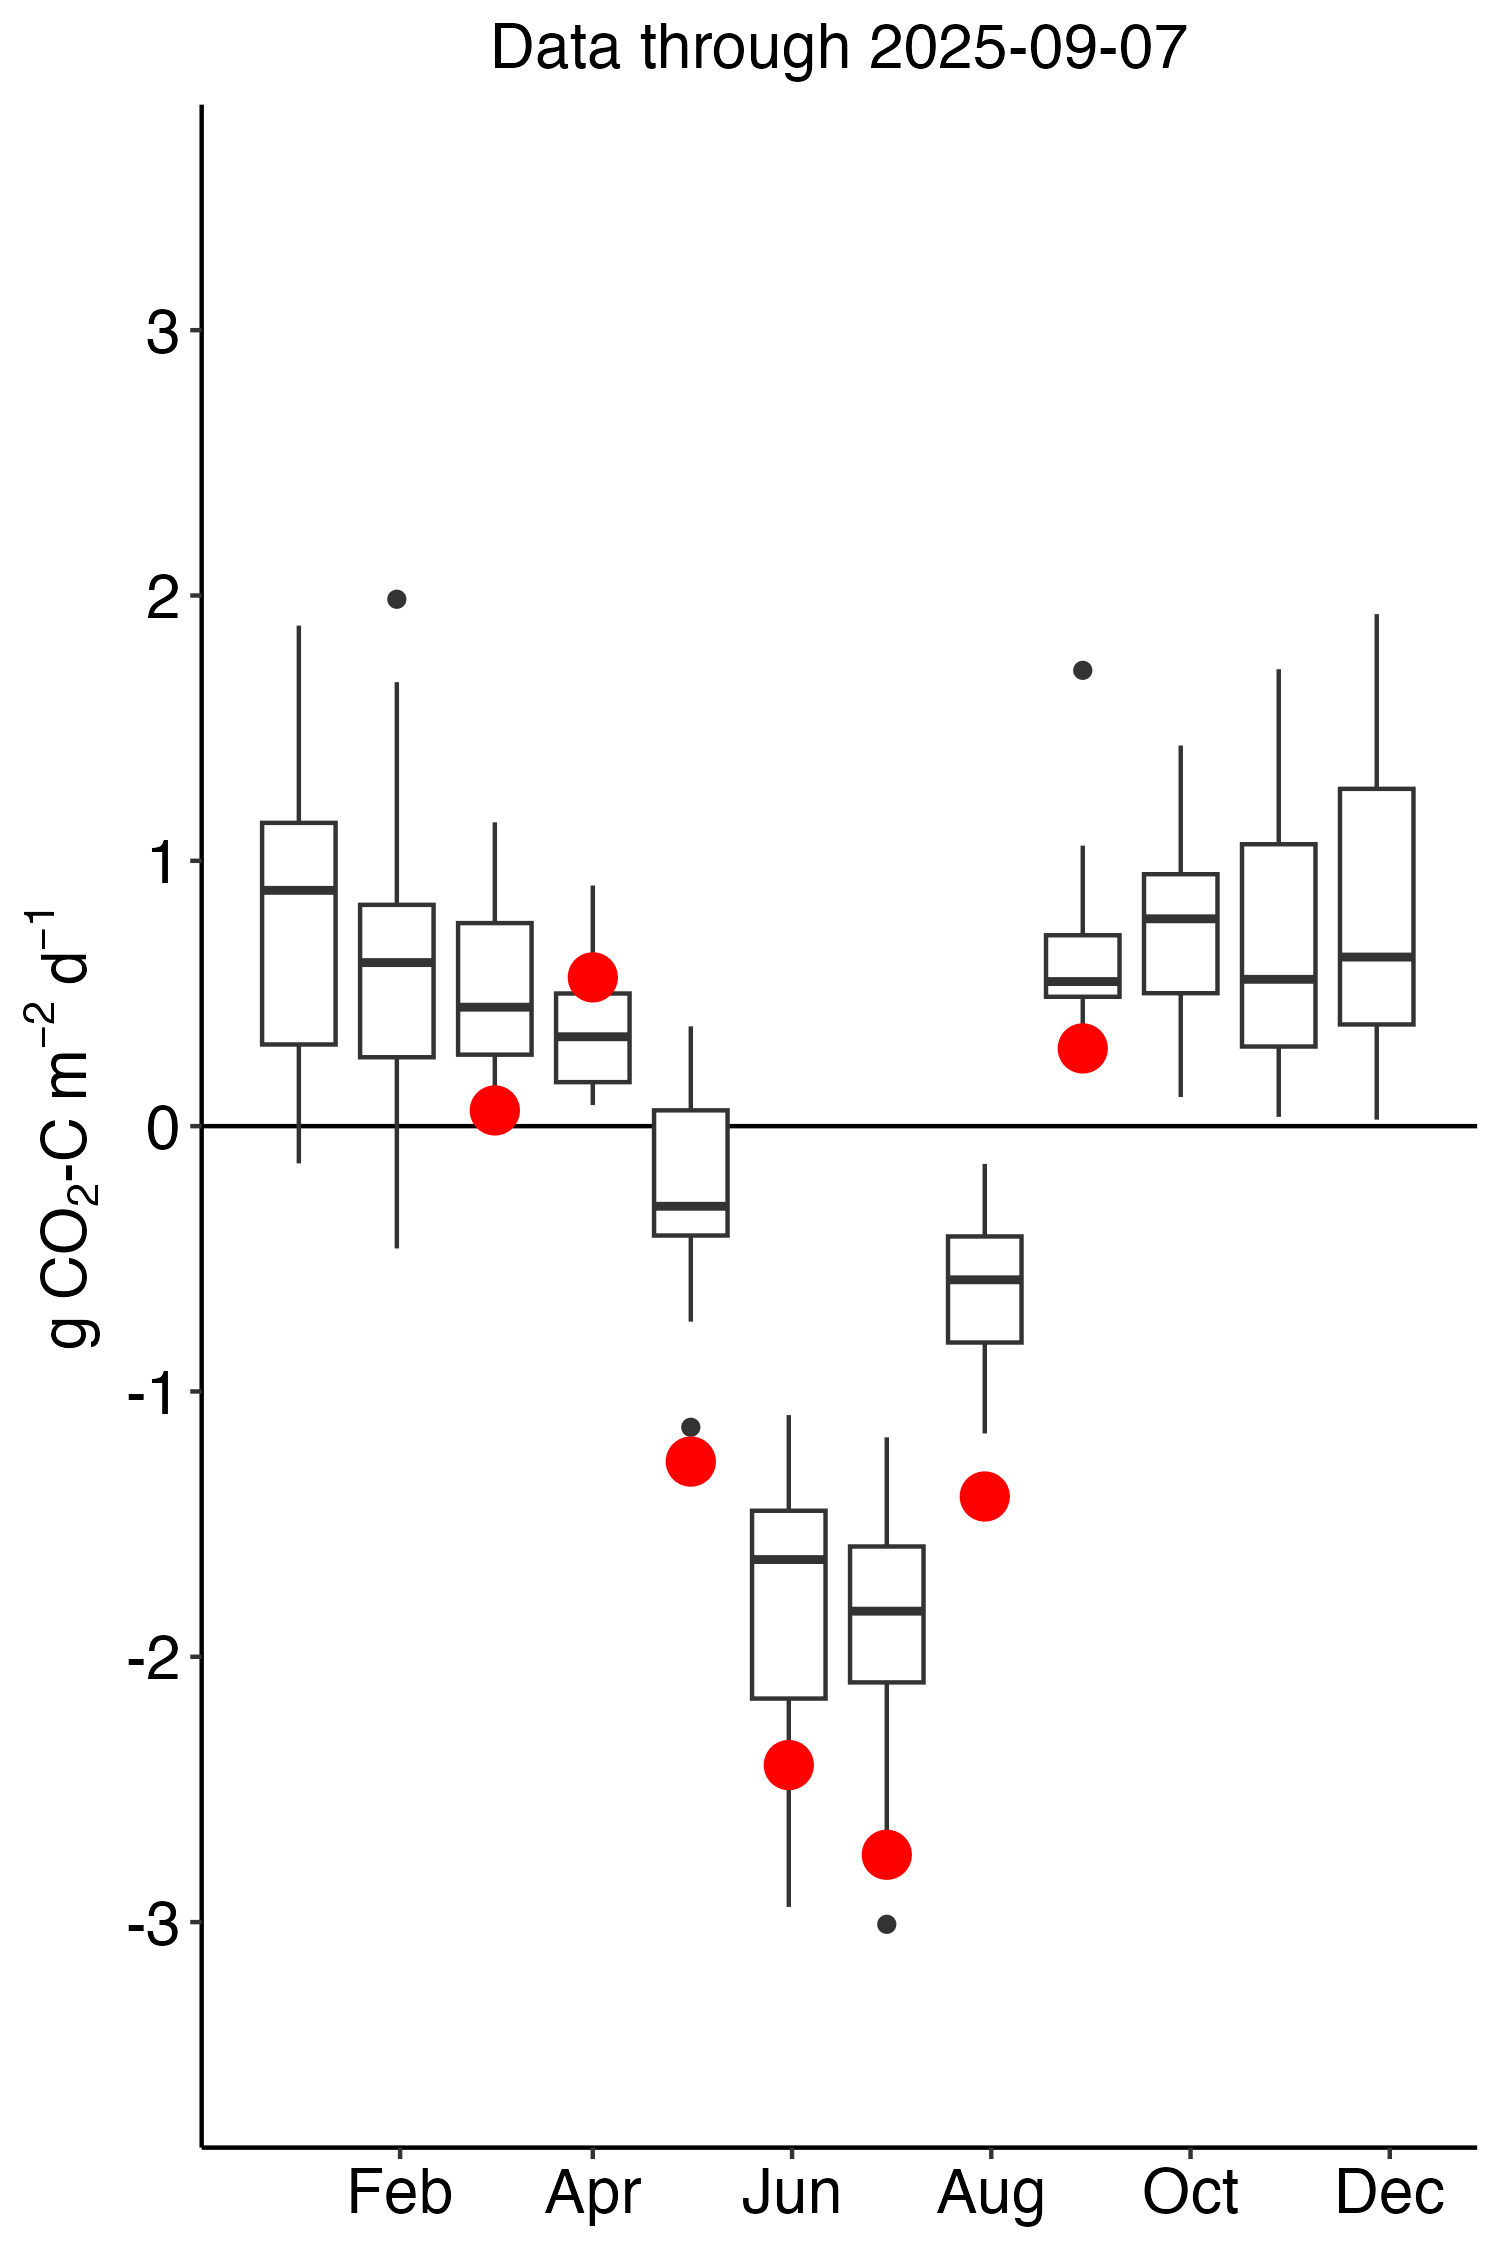 Data through 2025-09-07
g CO₂-C m⁻² d⁻¹
3
2
1
0
-1
-2
-3
Feb Apr Jun Aug Oct Dec